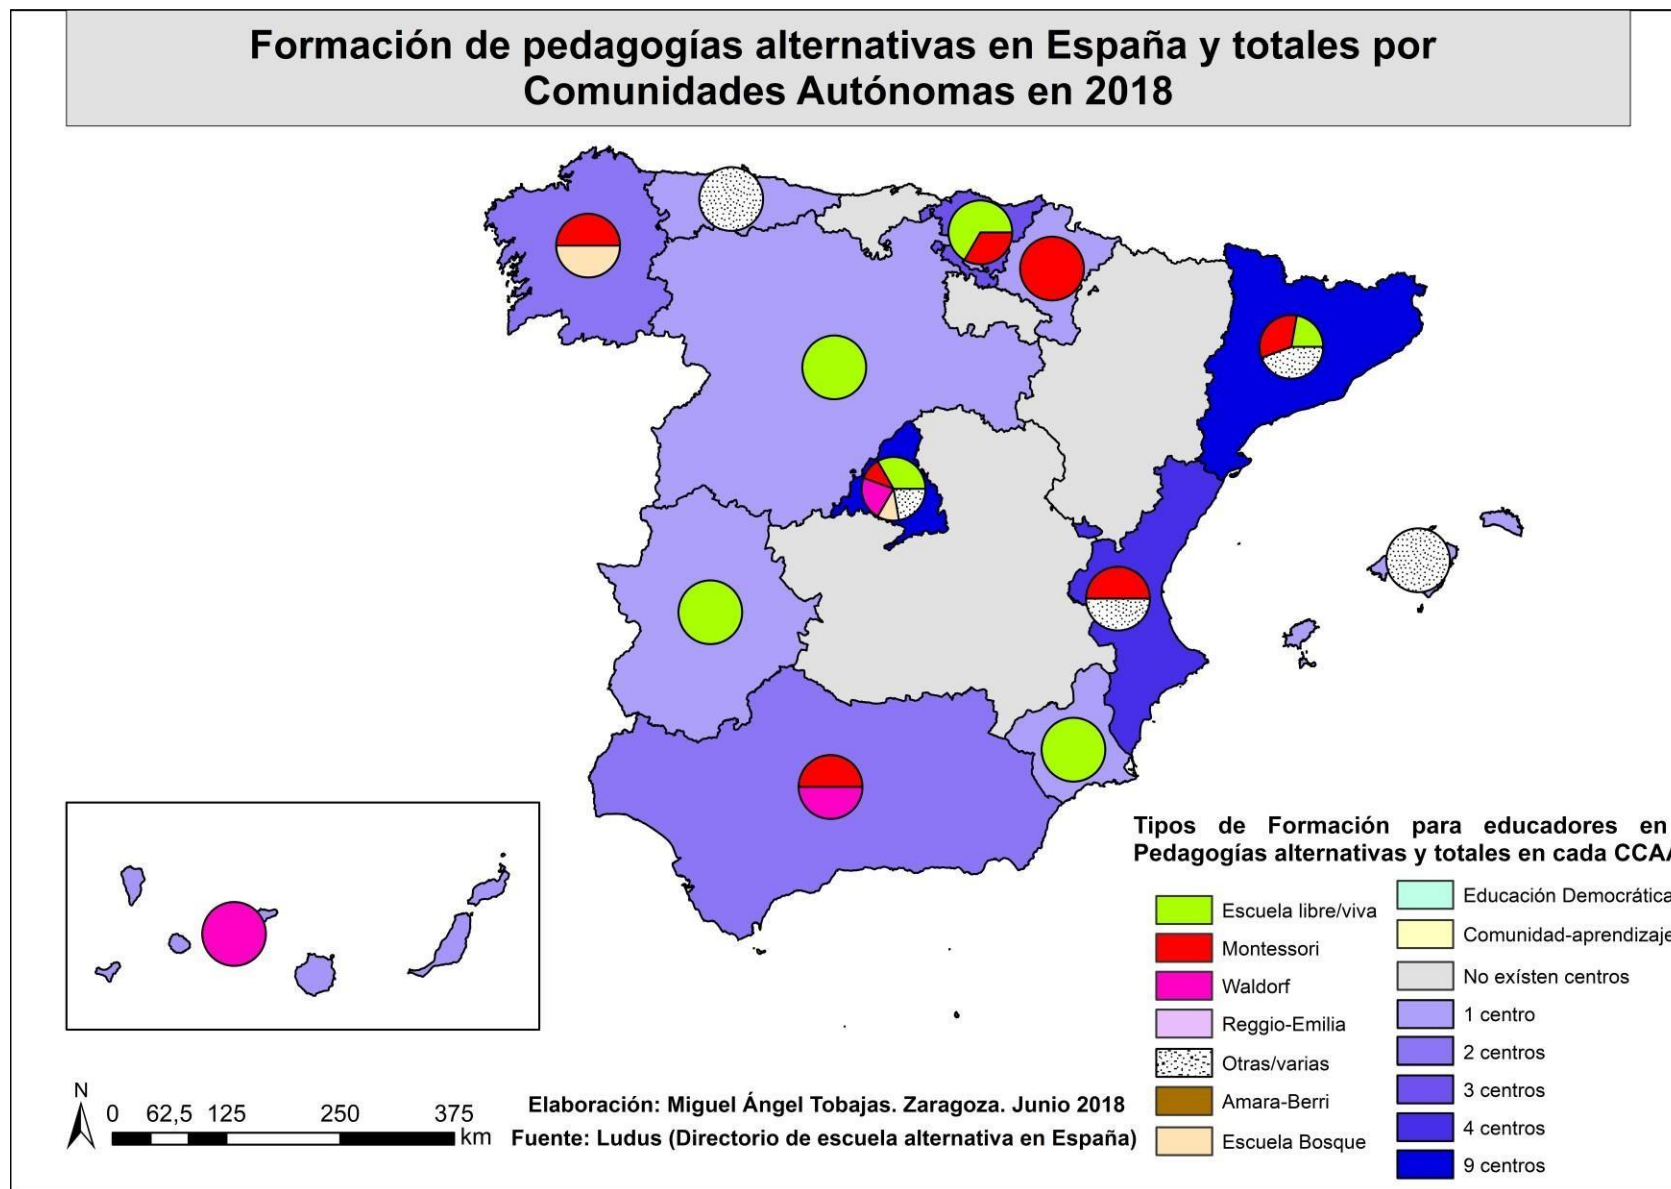 Formación de pedagogías alternativas en España y totales por
Comunidades Autónomas en 2018
Tipos de Formación para educadores en
Pedagogías alternativas y totales en cada CCAA
Escuela libre/viva
Montessori
Waldorf
Reggio-Emilia
Otras/varias
Amara-Berri
Escuela Bosque
Educación Democrática
Comunidad-aprendizaje
No exísten centros
1 centro
2 centros
3 centros
4 centros
9 centros
N
0 62,5 125 250 375
km
Elaboración: Miguel Ángel Tobajas. Zaragoza. Junio 2018
Fuente: Ludus (Directorio de escuela alternativa en España)